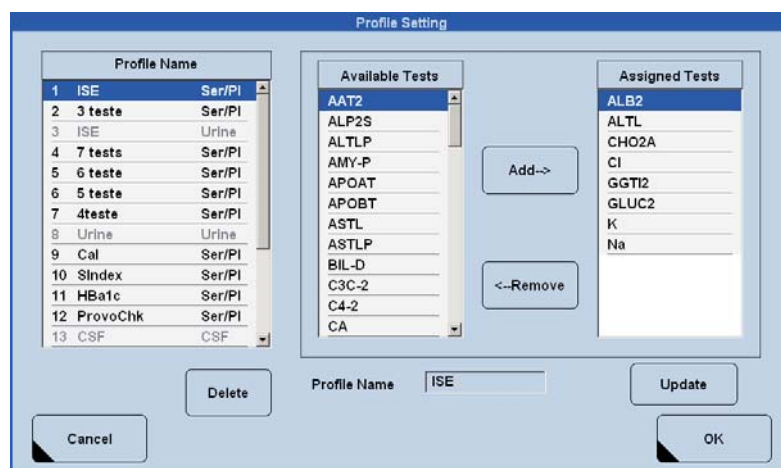 Profile Setting
Profile Name
1 ISE Ser/Pl
2 3 teste Ser/Pl
3 ISE Urine
4 7 tests Ser/Pl
5 6 teste Ser/Pl
6 5 teste Ser/Pl
7 4teste Ser/Pl
8 Urine Urine
9 Cal Ser/Pl
10 SIndex Ser/Pl
11 HBa1c Ser/Pl
12 ProvoChk Ser/Pl
13 CSF CSF
Available Tests
AAT2
ALP2S
ALTLP
AMY-P
APOAT
APOBT
ASTL
ASTLP
BIL-D
C3C-2
C4-2
CA
Add-->
<--Remove
Assigned Tests
ALB2
ALTL
CHO2A
Cl
GGTI2
GLUC2
K
Na
Delete
Profile Name ISE
Update
Cancel
OK